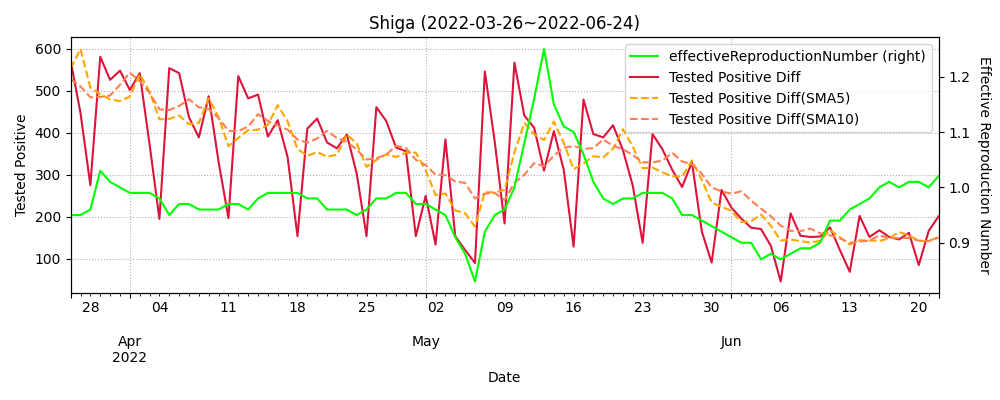 Shiga (2022-03-26~2022-06-24)
600
500
400
300
200
100
Tested Positive
effectiveReproductionNumber (right)
Tested Positive Diff
Tested Positive Diff(SMA5)
Tested Positive Diff(SMA10)
1.2
1.1
1.0
0.9
Effective Reproduction Number
28 04 11 18 25 02 09 16 23 30 06 13 20
Apr May Jun
2022
Date